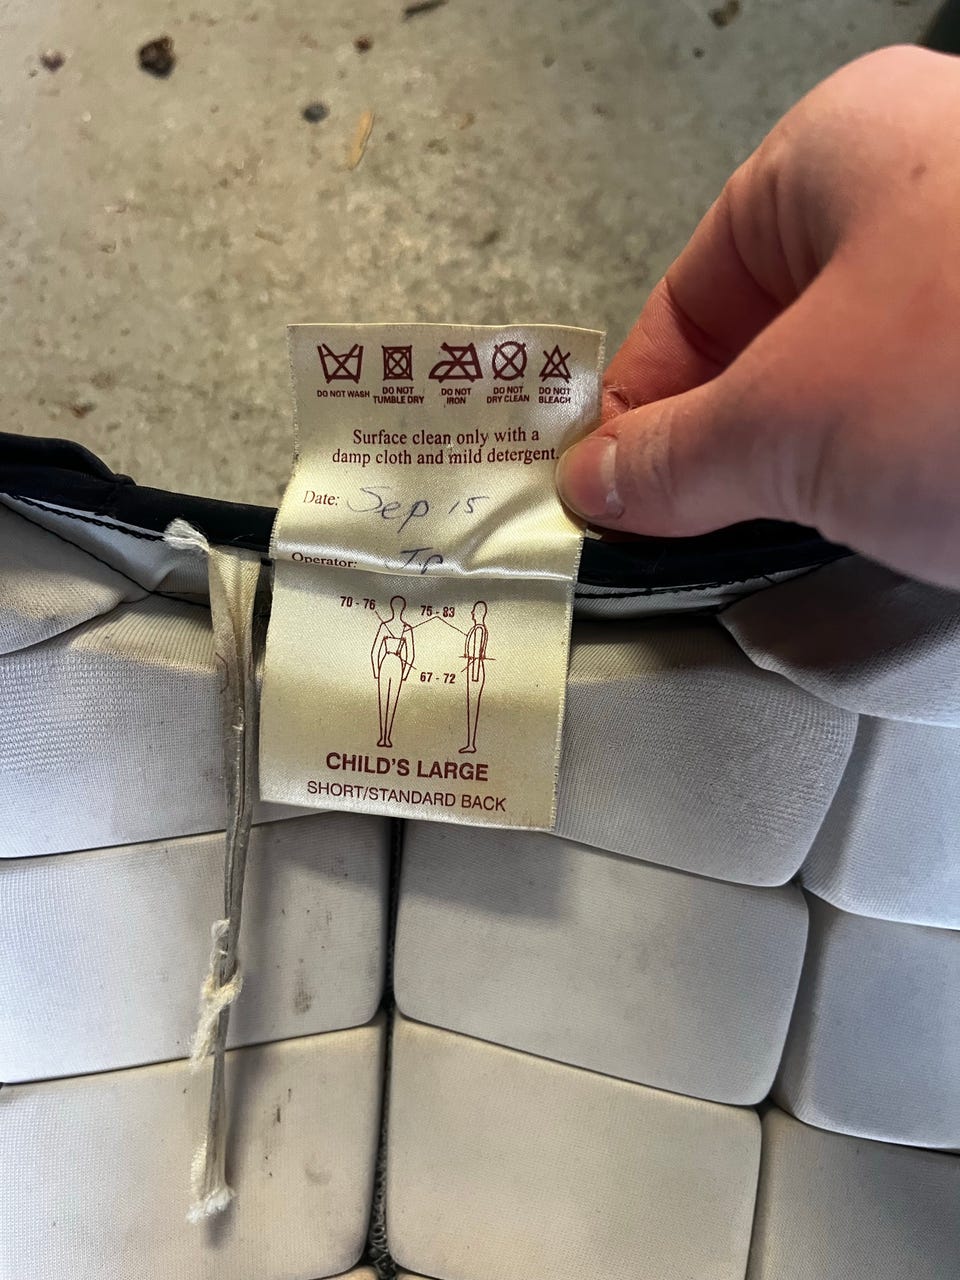 DO NOT WASH
DO NOT TUMBLE DRY
DO NOT IRON
DO NOT DRY CLEAN
DO NOT BLEACH
Surface clean only with a
damp cloth and mild detergent.
Date: Sep 15
Operator: J.P
70 - 76
75 - 83
67 - 72
CHILD'S LARGE
SHORT/STANDARD BACK